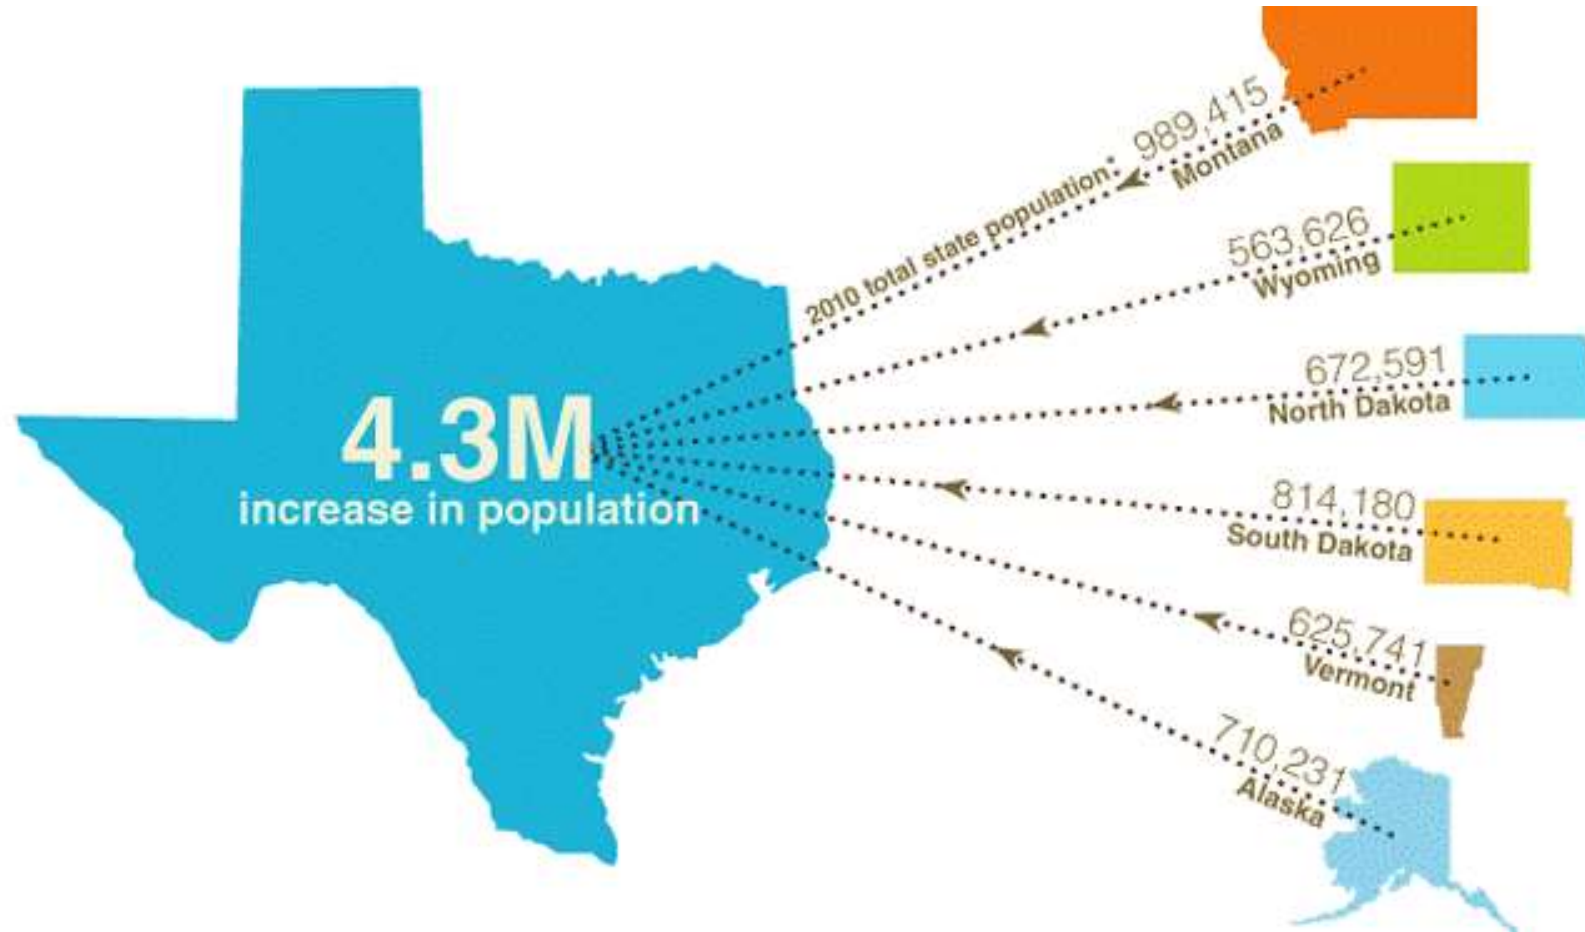 2010 total state population:
989,415
Montana
563,626
Wyoming
672,591
North Dakota
4.3M
increase in population
814,180
South Dakota
625,741
Vermont
710,231
Alaska